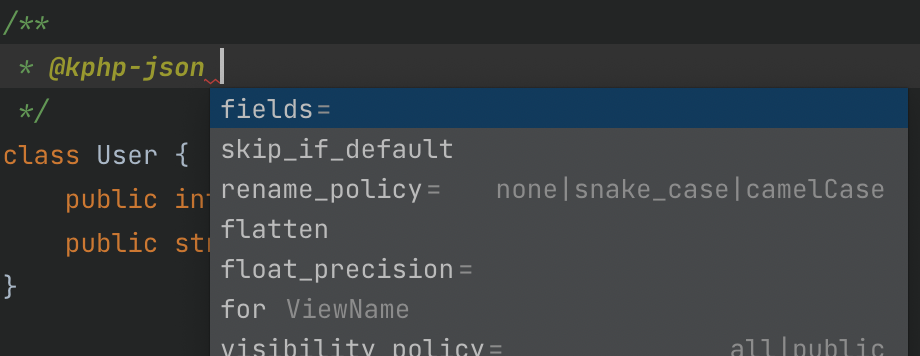 /**
 * @kphp-json
 */
class User {
    public int
    public str
}
fields=
skip_if_default
rename_policy= none|snake_case|camelCase
flatten
float_precision=
for ViewName
visibility_policy= all|public